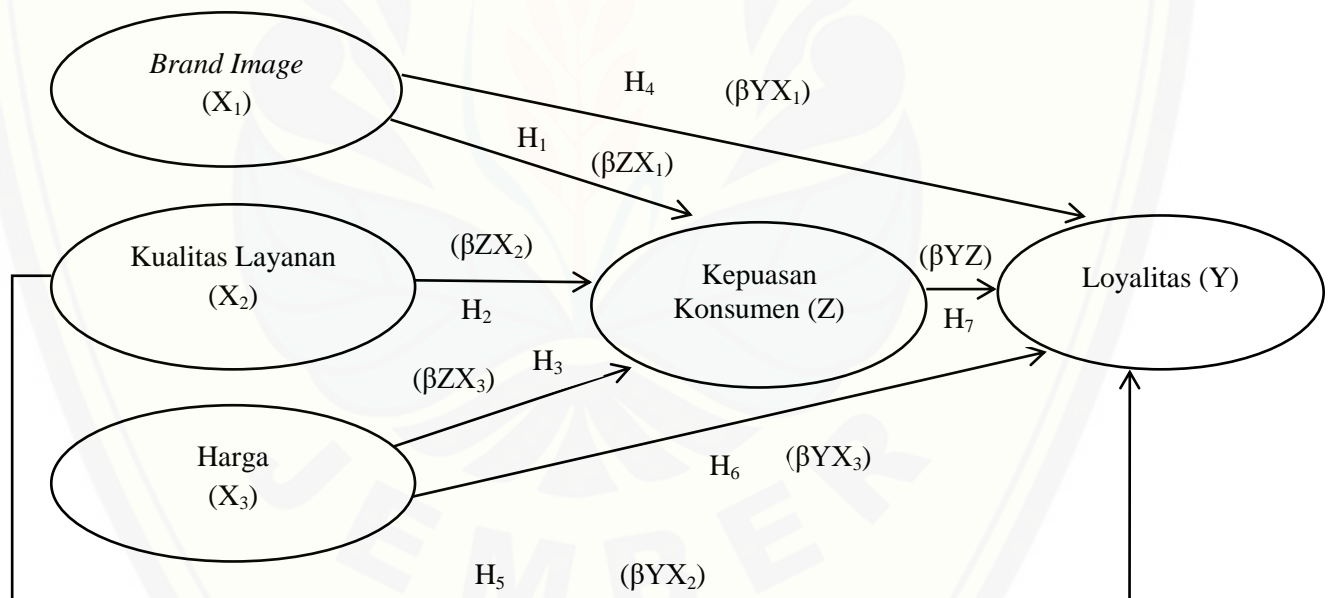 Brand Image
(X₁)
H₄ (βYX₁)
H₁
(βZX₁)
Kualitas Layanan
(X₂)
(βZX₂)
H₂
Kepuasan
Konsumen (Z)
(βYZ)
H₇
Loyalitas (Y)
(βZX₃)
H₃
Harga
(X₃)
H₆ (βYX₃)
H₅ (βYX₂)
JEMBER